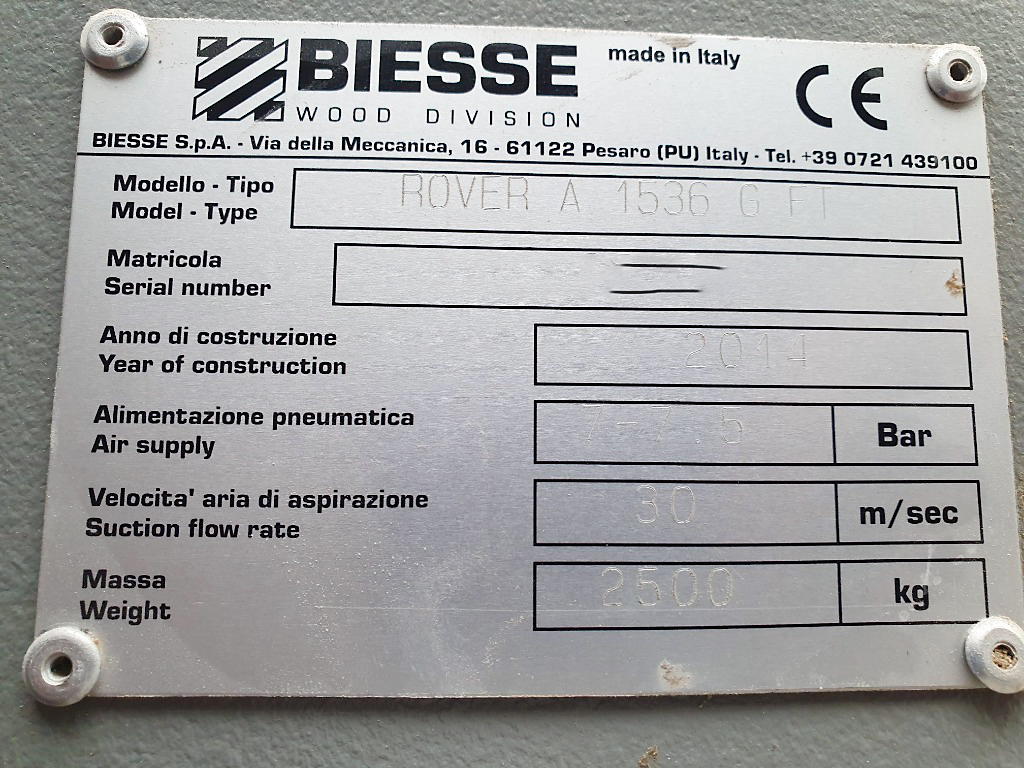 BIESSE
made in Italy
CE
WOOD DIVISION
BIESSE S.p.A. - Via della Meccanica, 16 - 61122 Pesaro (PU) Italy - Tel. +39 0721 439100
Modello - Tipo
Model - Type
ROVER A 1536 G FT
Matricola
Serial number
Anno di costruzione
Year of construction
2014
Alimentazione pneumatica
Air supply
7-7.5 Bar
Velocita' aria di aspirazione
Suction flow rate
30 m/sec
Massa
Weight
2500 kg